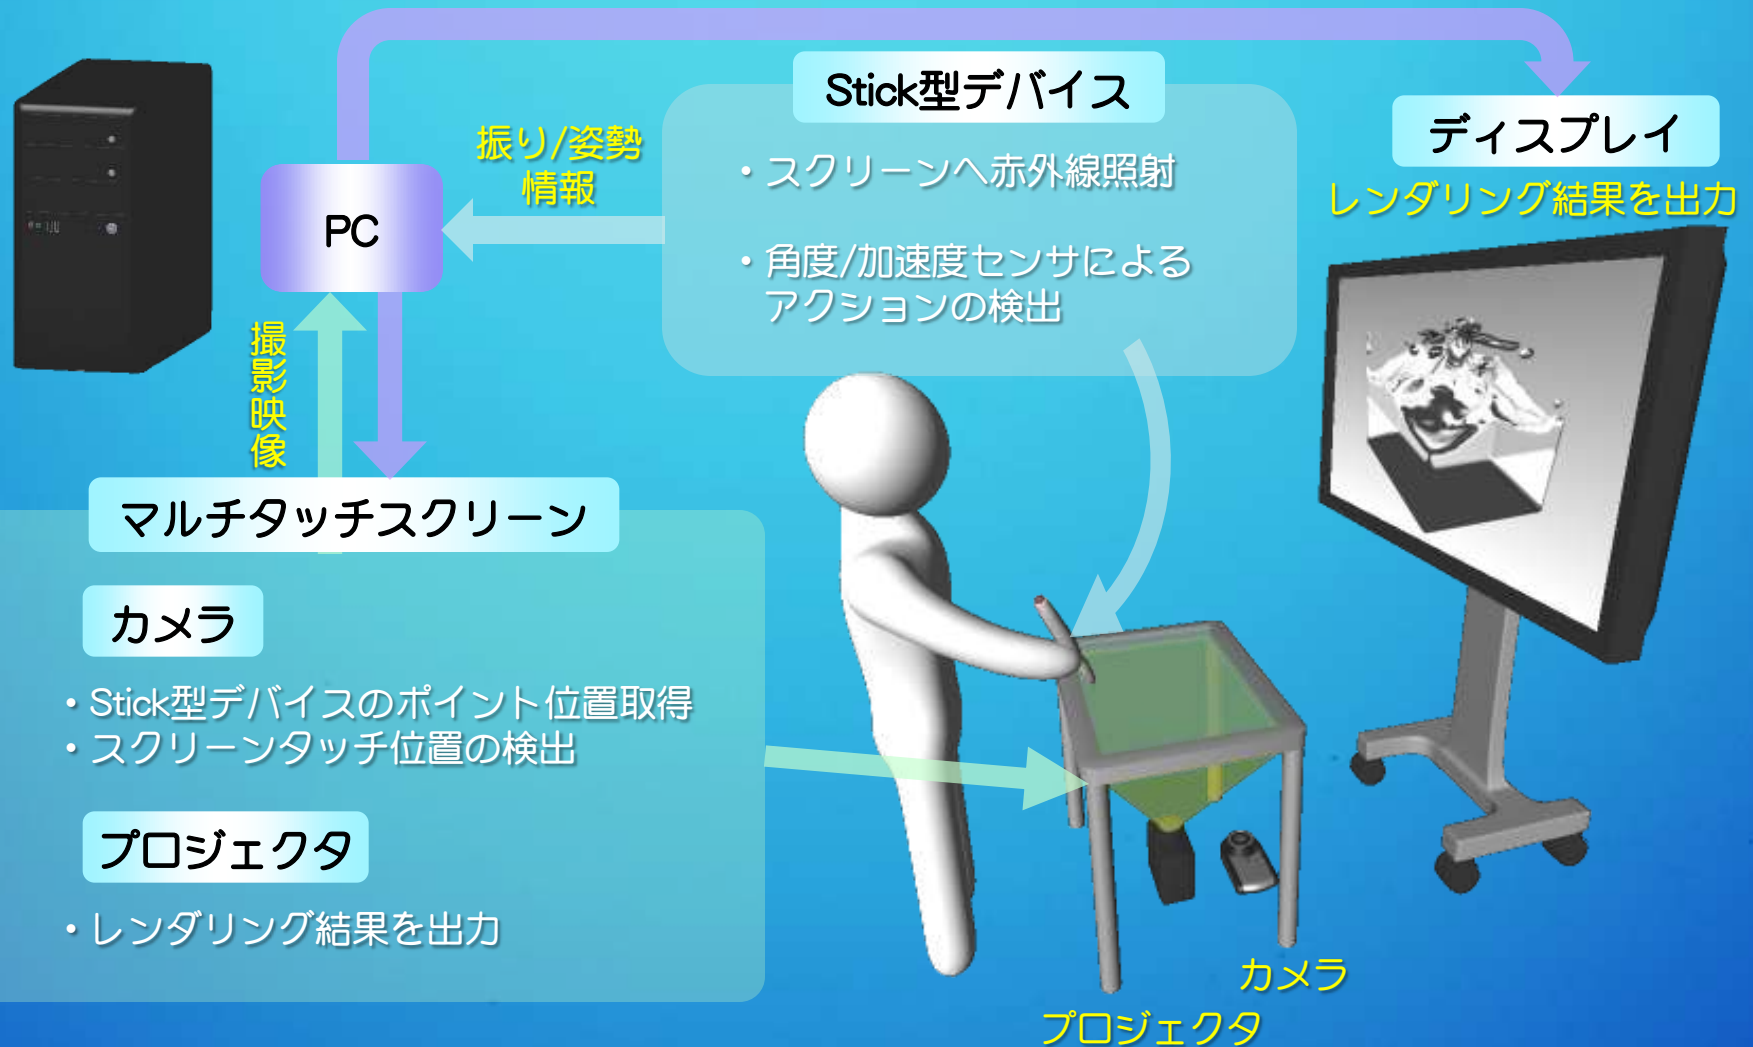 Stick型デバイス
・スクリーンへ赤外線照射
・角度/加速度センサによる
アクションの検出
ディスプレイ
レンダリング結果を出力
振り/姿勢
情報
PC
撮影映像
マルチタッチスクリーン
カメラ
・Stick型デバイスのポイント位置取得
・スクリーンタッチ位置の検出
プロジェクタ
・レンダリング結果を出力
カメラ
プロジェクタ